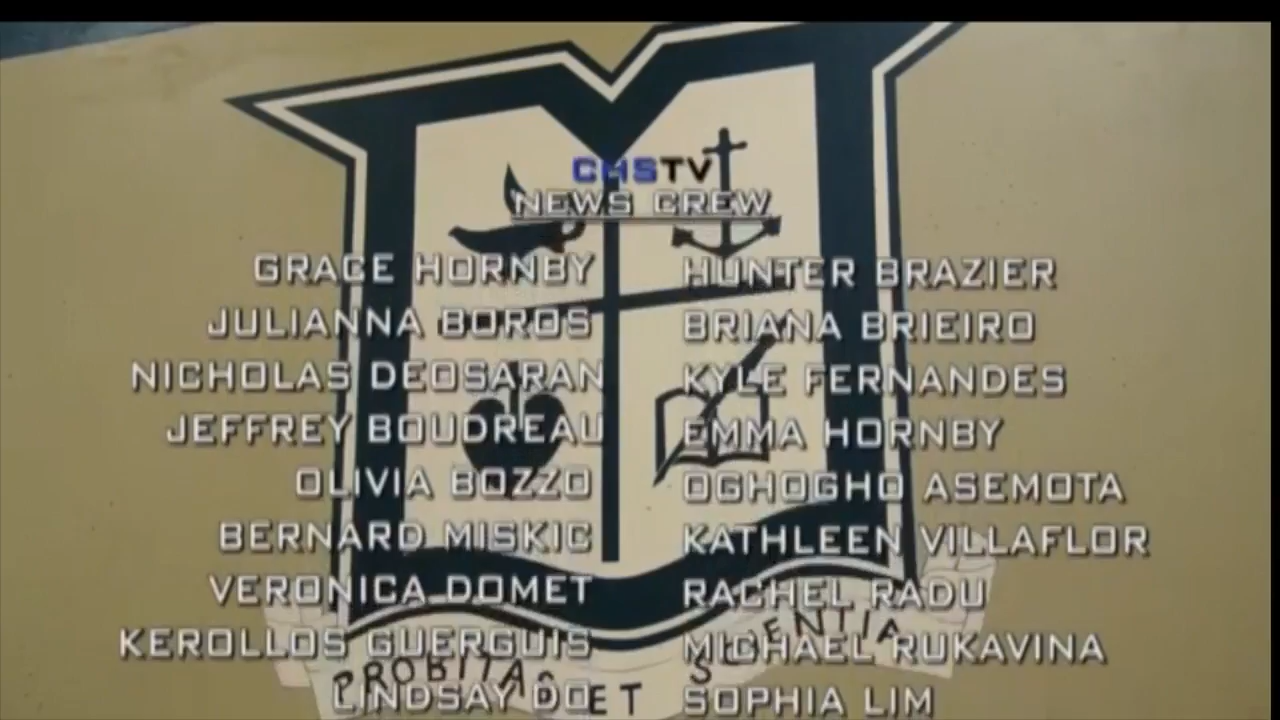 CHSTV
NEWS CREW
GRACE HORNBY HUNTER BRAZIER
JULIANNA BOROS BRIANA BRIEIRO
NICHOLAS DEOSARAN KYLE FERNANDES
JEFFREY BOUDREAU EMMA HORNBY
OLIVIA BOZZO OGHOGHO ASEMOTA
BERNARD MISKIC KATHLEEN VILLAFLOR
VERONICA DOMET RACHEL RADU
KEROLLOS GUERGUIS MICHAEL RUKAVINA
LINDSAY DO SOPHIA LIM
PROBITAS ET SCIENTIA